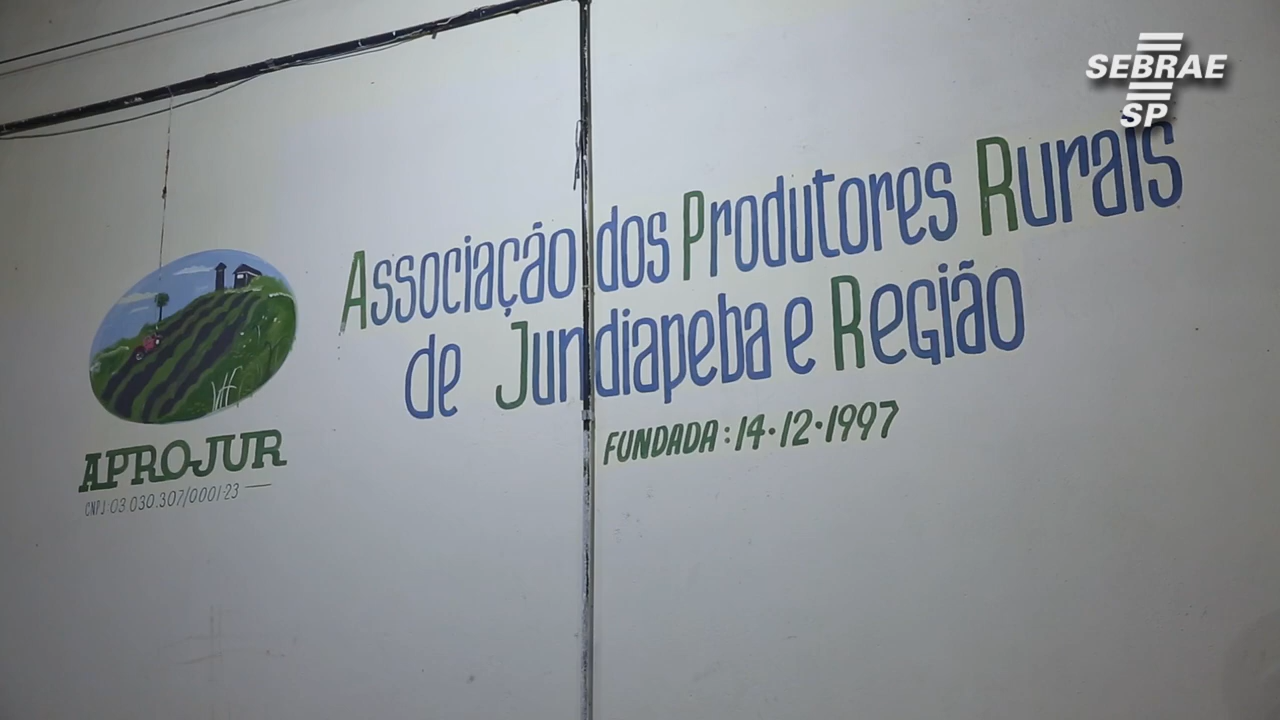 SEBRAE
SP
Associação dos Produtores Rurais
de Jundiapeba e Região
FUNDADA: 14·12·1997
APROJUR
CNPJ:03 030.307/0001-23